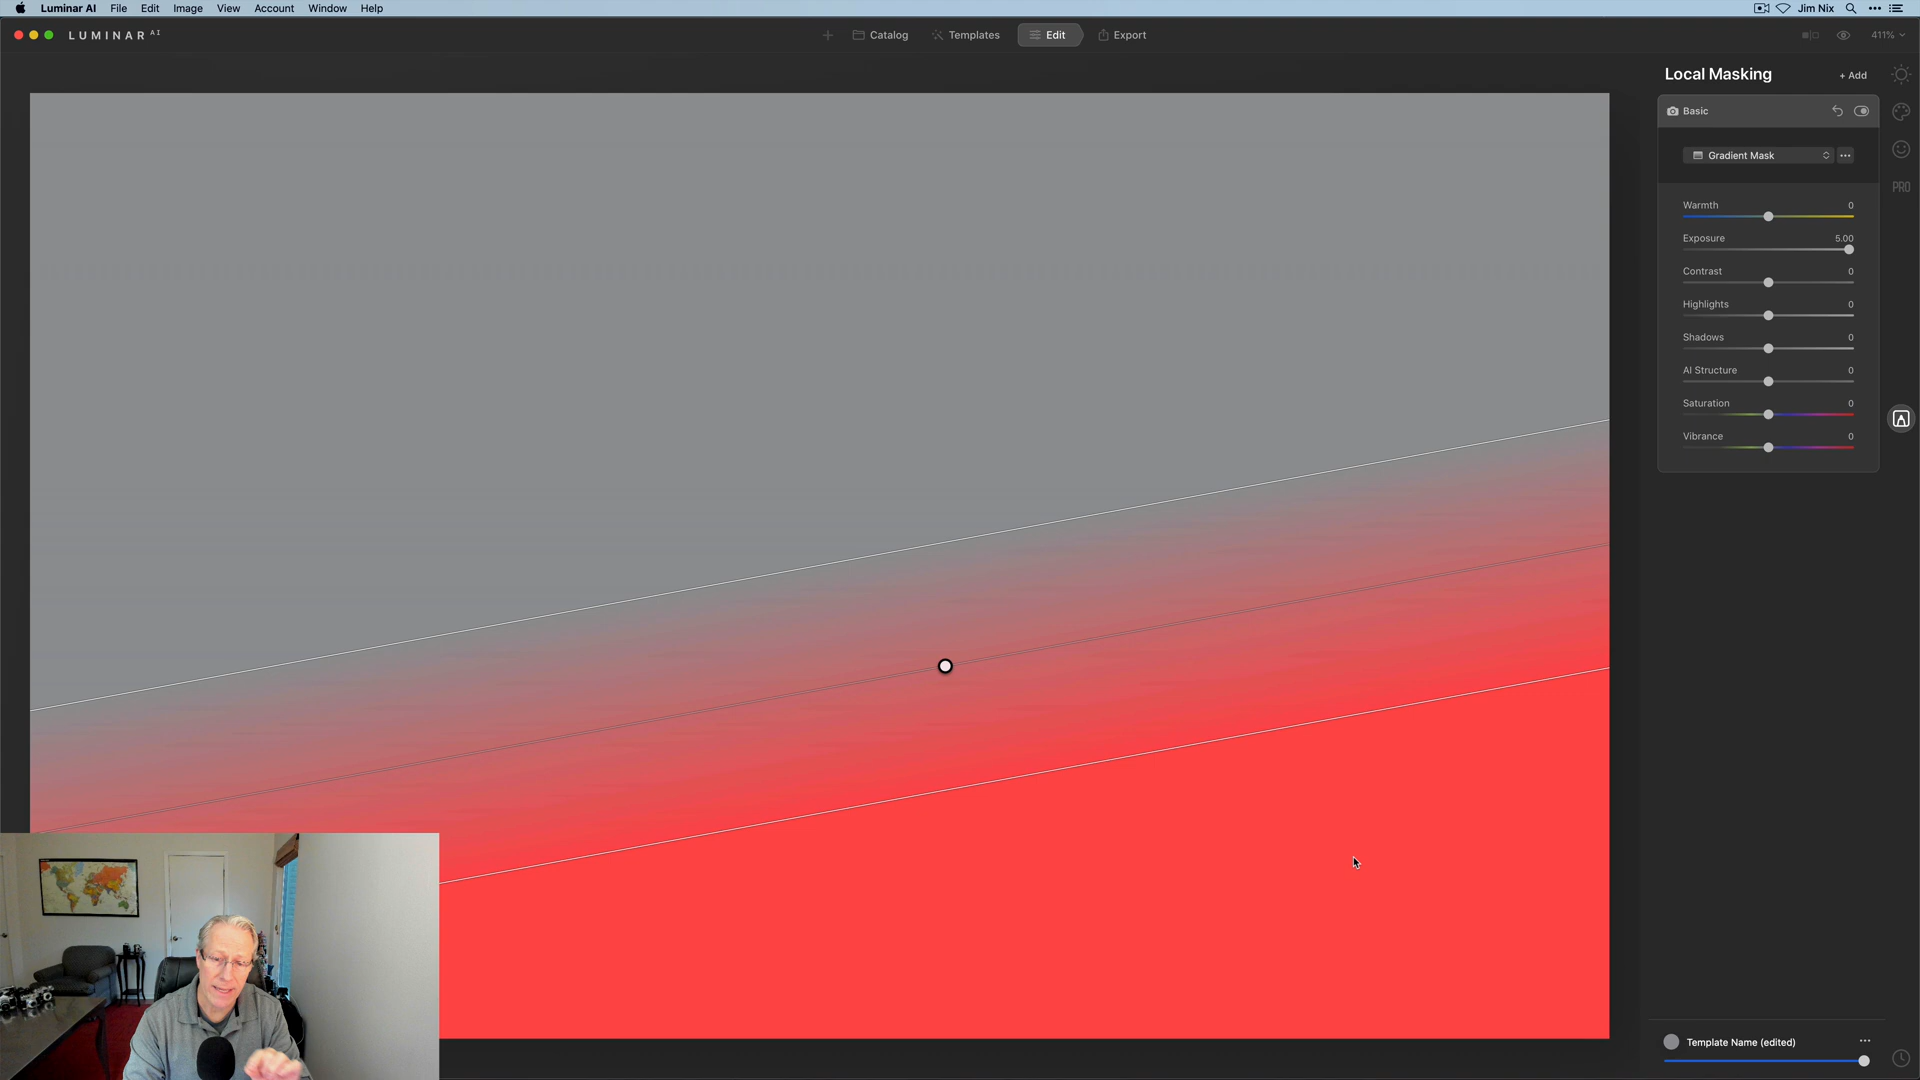 Luminar AI File Edit Image View Account Window Help Jim Nix
LUMINAR AI Catalog Templates Edit Export 411%
Local Masking + Add
Basic
Gradient Mask
PRO
Warmth 0
Exposure 5.00
Contrast 0
Highlights 0
Shadows 0
AI Structure 0
Saturation 0
Vibrance 0
Template Name (edited)